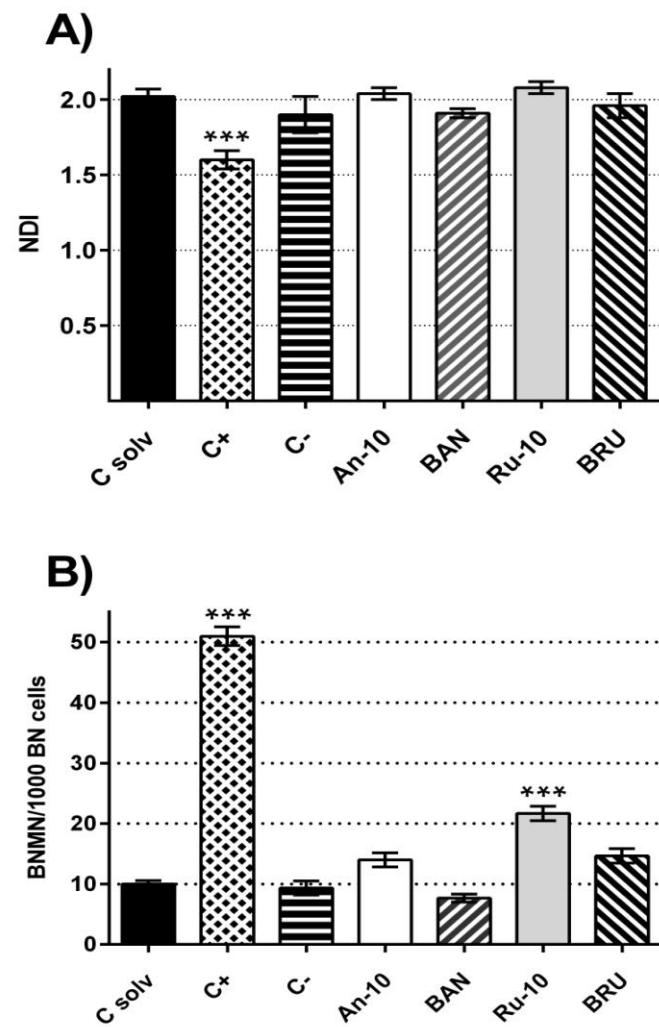 A)
2.0
***
1.5
NDI
1.0
0.5
C solv C+ C- An-10 BAN Ru-10 BRU
B)
***
50
40
BNMN/1000 BN cells
30
***
20
10
0
C solv C+ C- An-10 BAN Ru-10 BRU